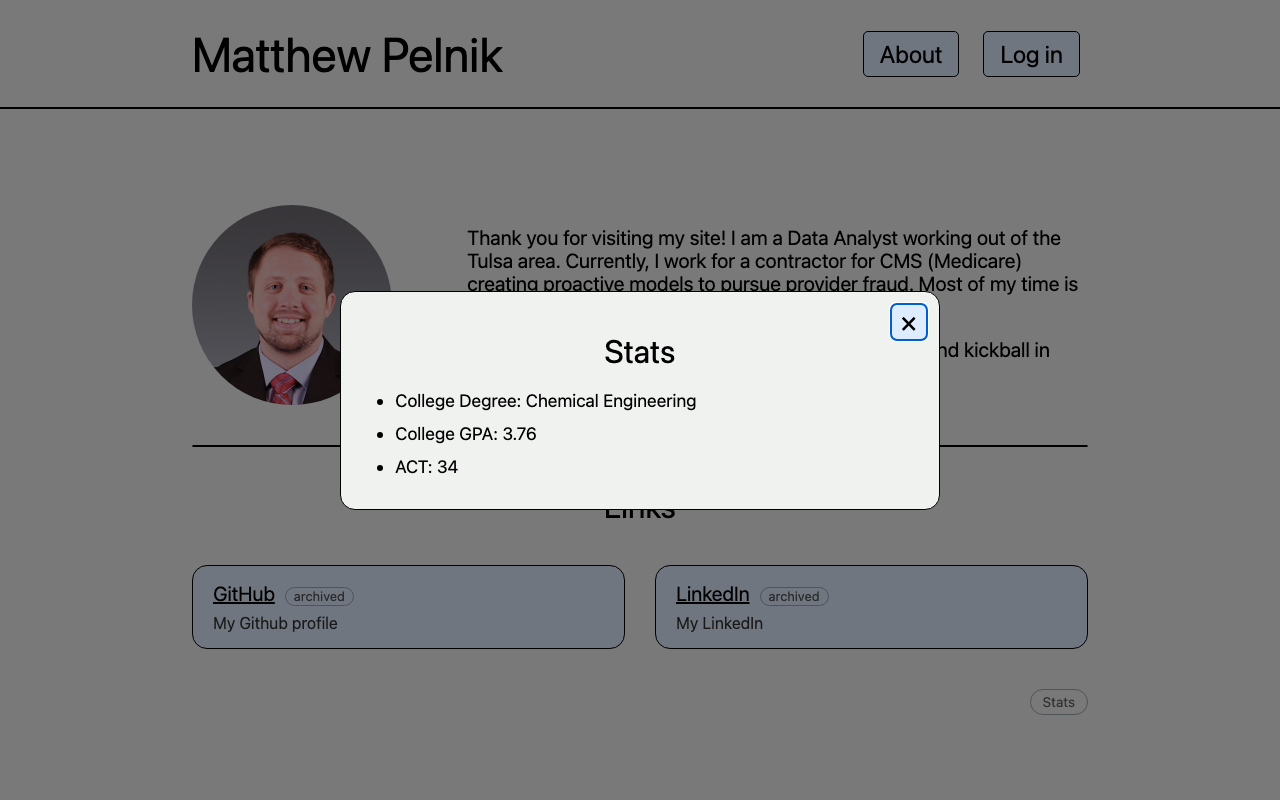 Matthew Pelnik
About
Log in
Thank you for visiting my site! I am a Data Analyst working out of the
Tulsa area. Currently, I work for a contractor for CMS (Medicare)
creating proactive models to pursue provider fraud. Most of my time is
kickball in
×
Stats
• College Degree: Chemical Engineering
• College GPA: 3.76
• ACT: 34
Links
GitHub archived
My Github profile
LinkedIn archived
My LinkedIn
Stats